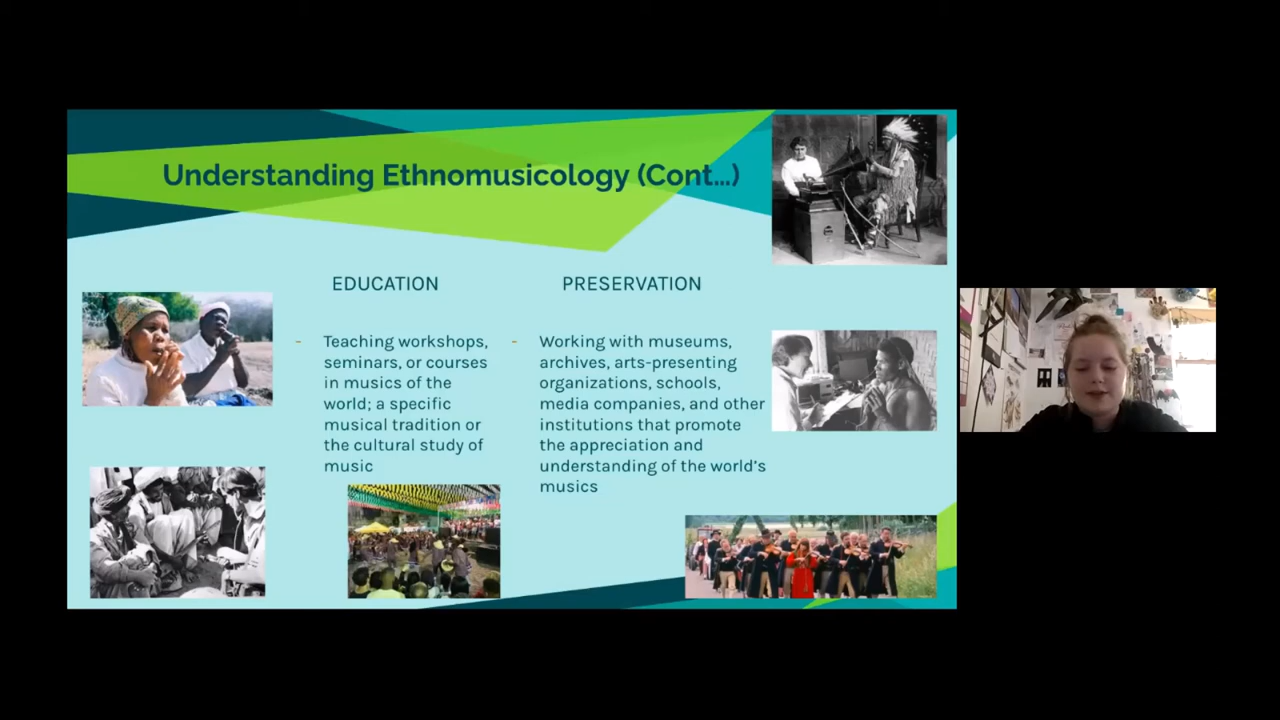 Understanding Ethnomusicology (Cont...)
EDUCATION
- Teaching workshops,
seminars, or courses
in musics of the
world; a specific
musical tradition or
the cultural study of
music
PRESERVATION
- Working with museums,
archives, arts-presenting
organizations, schools,
media companies, and other
institutions that promote
the appreciation and
understanding of the world's
musics